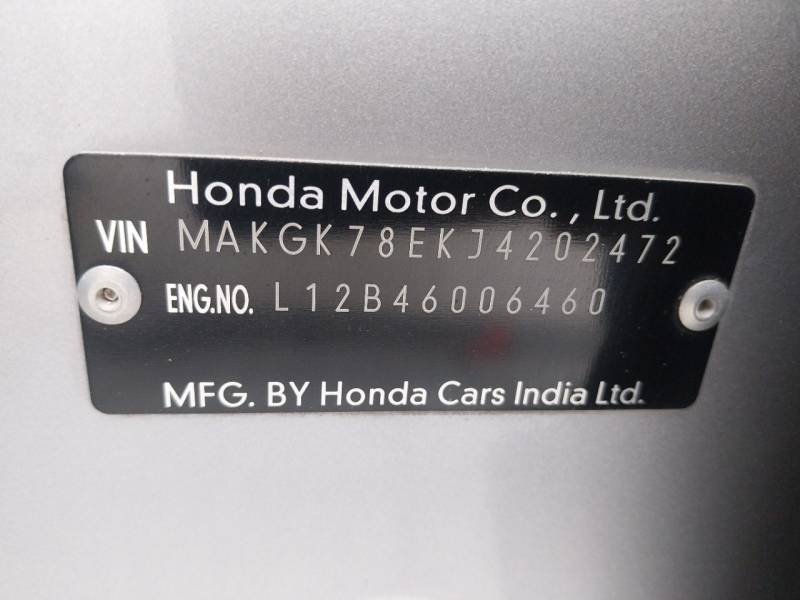 Honda Motor Co., Ltd.
VIN MAKGK78EKJ4202472
ENG.NO. L12B46006460
MFG. BY Honda Cars India Ltd.